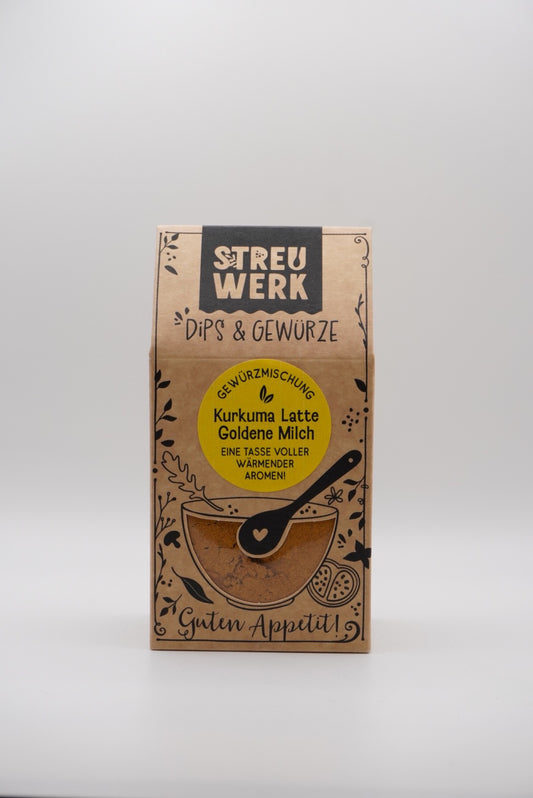 STREU
WERK
DiPS & GEWÜRZE
GEWÜRZMISCHUNG
Kurkuma Latte
Goldene Milch
EINE TASSE VOLLER
WÄRMENDER
AROMEN!
Guten Appetit!